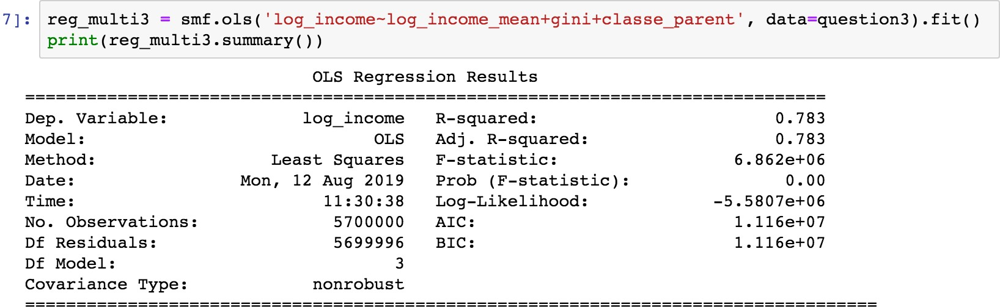 7]: reg_multi3 = smf.ols('log_income~log_income_mean+gini+classe_parent', data=question3).fit()
print(reg_multi3.summary())
OLS Regression Results
==============================================================================
Dep. Variable: log_income R-squared: 0.783
Model: OLS Adj. R-squared: 0.783
Method: Least Squares F-statistic: 6.862e+06
Date: Mon, 12 Aug 2019 Prob (F-statistic): 0.00
Time: 11:30:38 Log-Likelihood: -5.5807e+06
No. Observations: 5700000 AIC: 1.116e+07
Df Residuals: 5699996 BIC: 1.116e+07
Df Model: 3
Covariance Type: nonrobust
===================================================================================